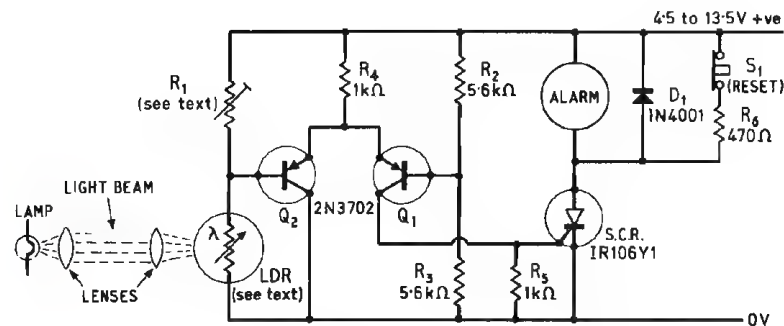 4·5 to 13·5V +ve
R1
(see text)
R4
1kΩ
R2
5·6kΩ
ALARM
D1
1N4001
S1
(RESET)
R6
470Ω
LIGHT BEAM
LAMP
LENSES
λ
LDR
(see text)
Q2
2N3702
Q1
R3
5·6kΩ
R5
1kΩ
S.C.R.
IR106Y1
0V